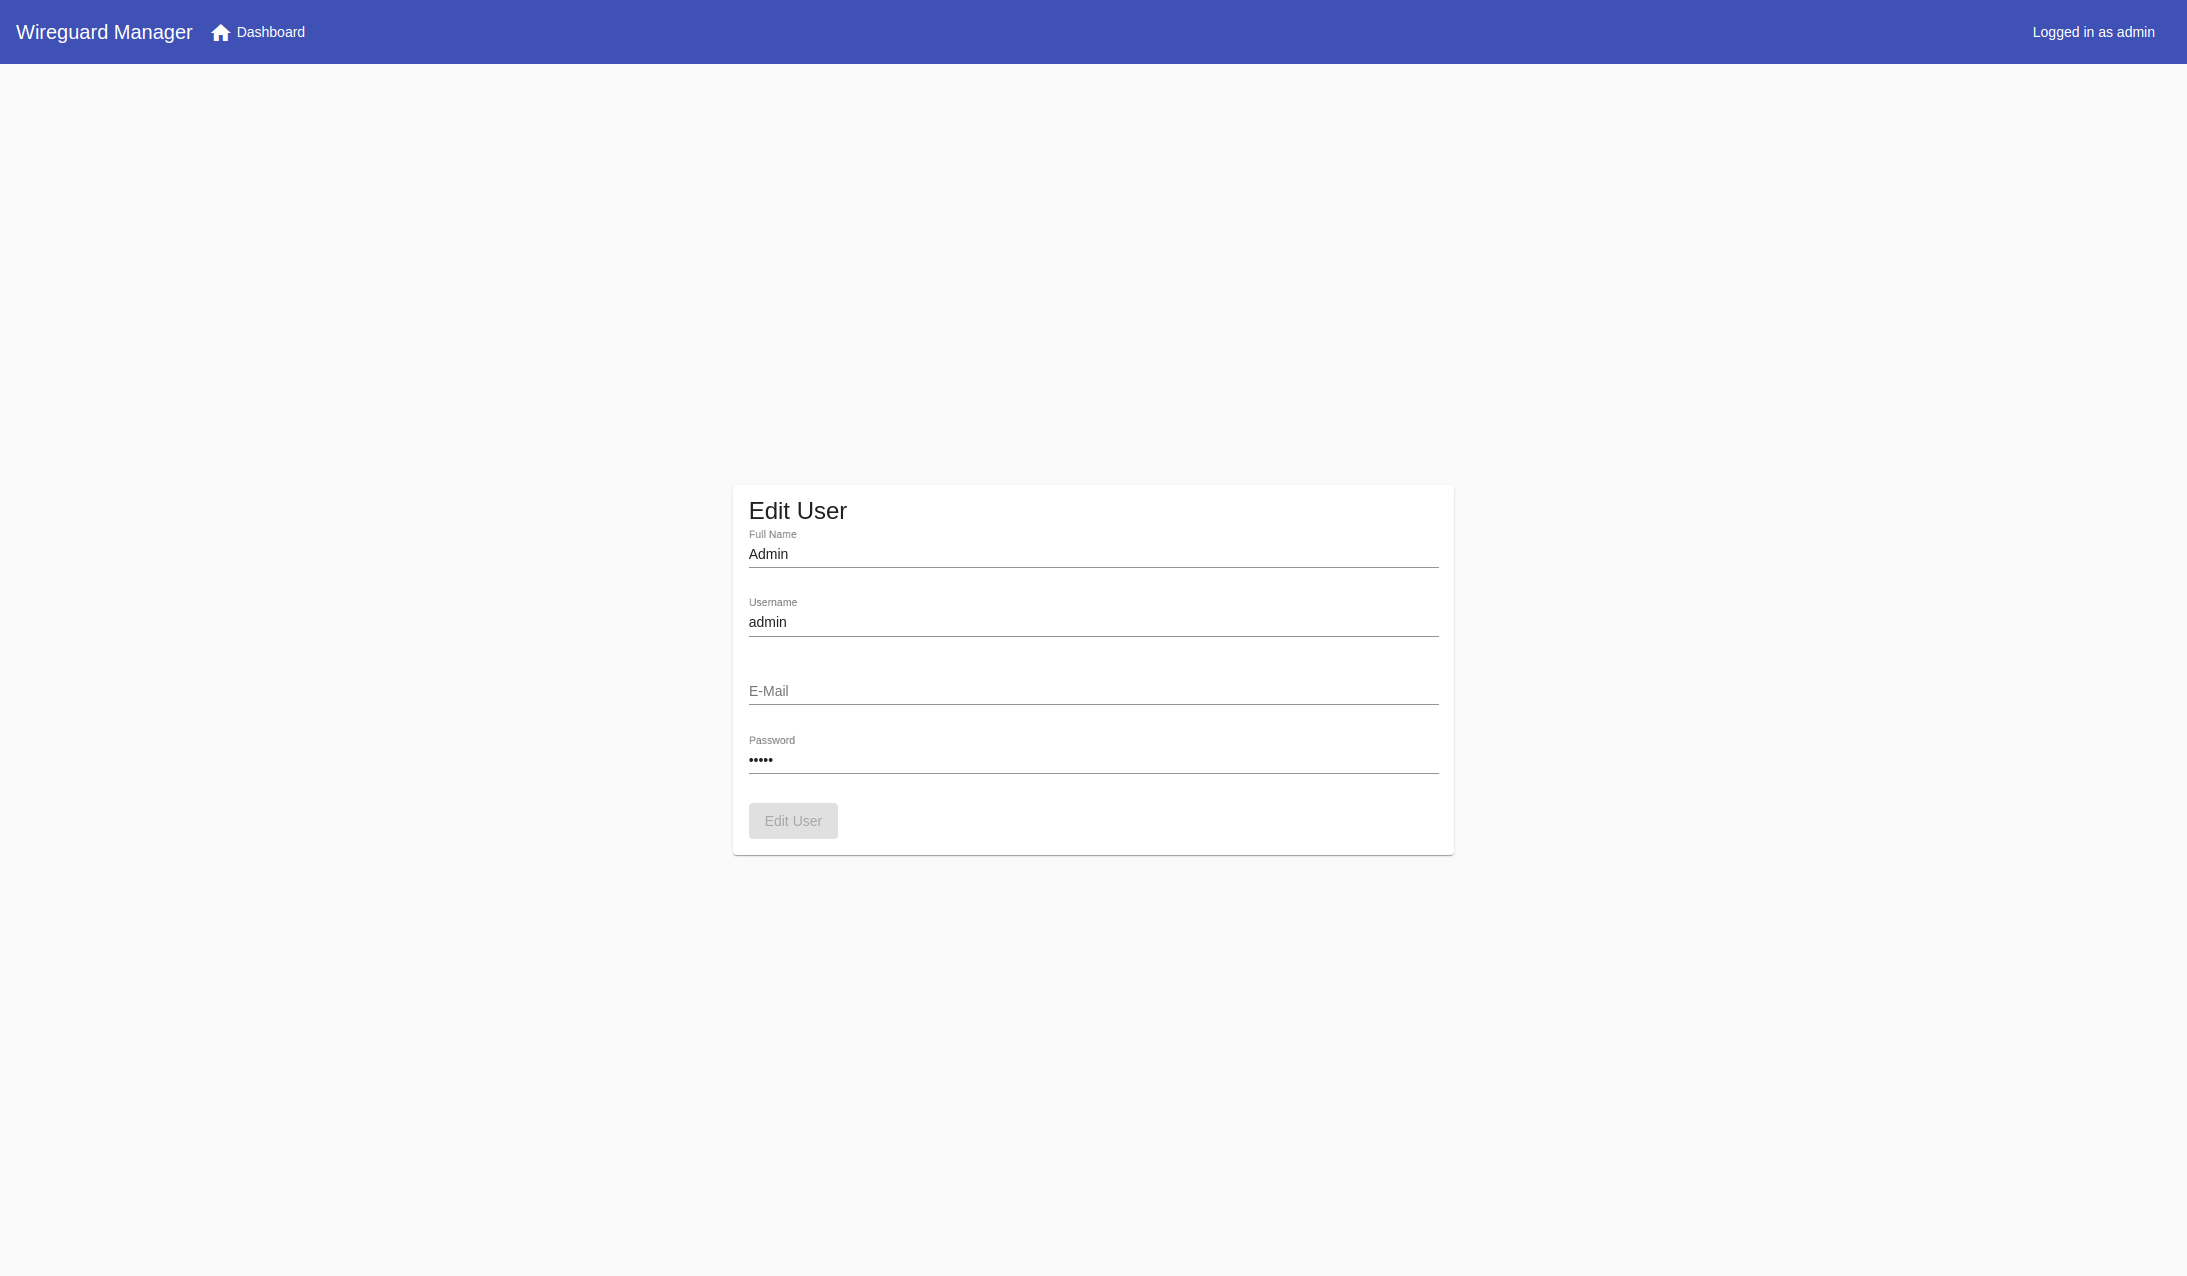 Wireguard Manager Dashboard Logged in as admin
Edit User
Full Name
Admin
Username
admin
E-Mail
Password
•••••
Edit User